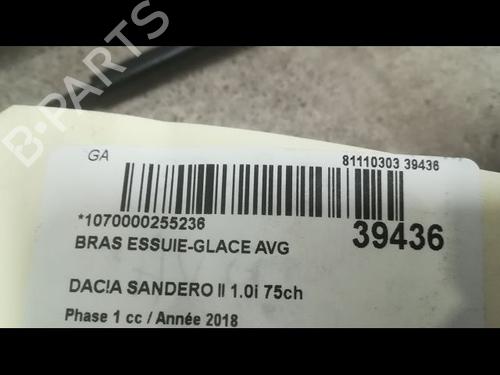 B-PARTS
GA
81110303 39436
*1070000255236
39436
BRAS ESSUIE-GLACE AVG
DACIA SANDERO II 1.0i 75ch
Phase 1 cc / Année 2018